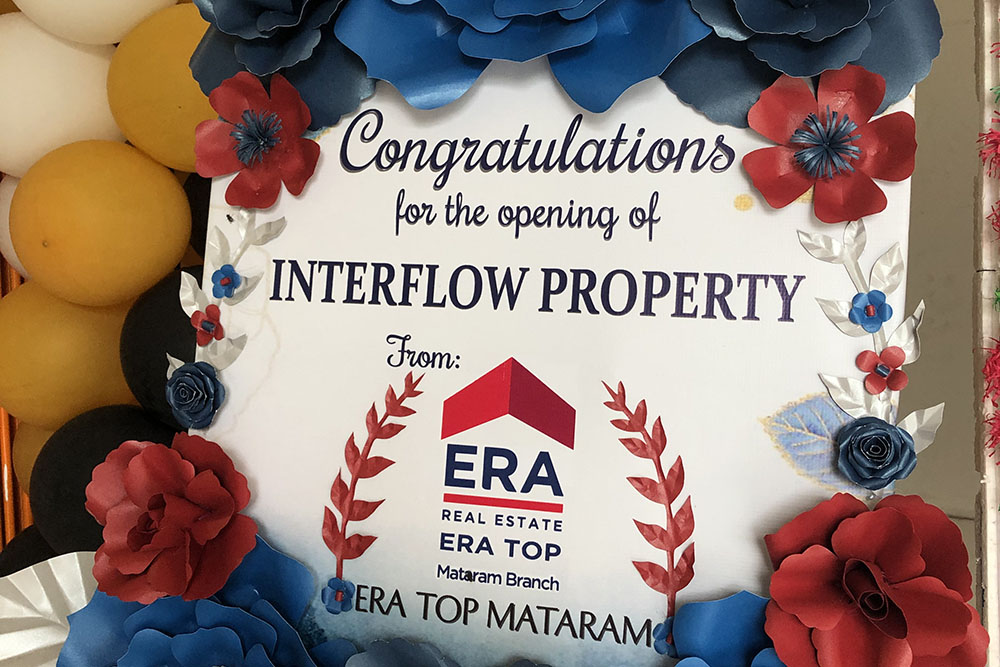 Congratulations
for the opening of
INTERFLOW PROPERTY
From:
ERA
REAL ESTATE
ERA TOP
Mataram Branch
ERA TOP MATARAM